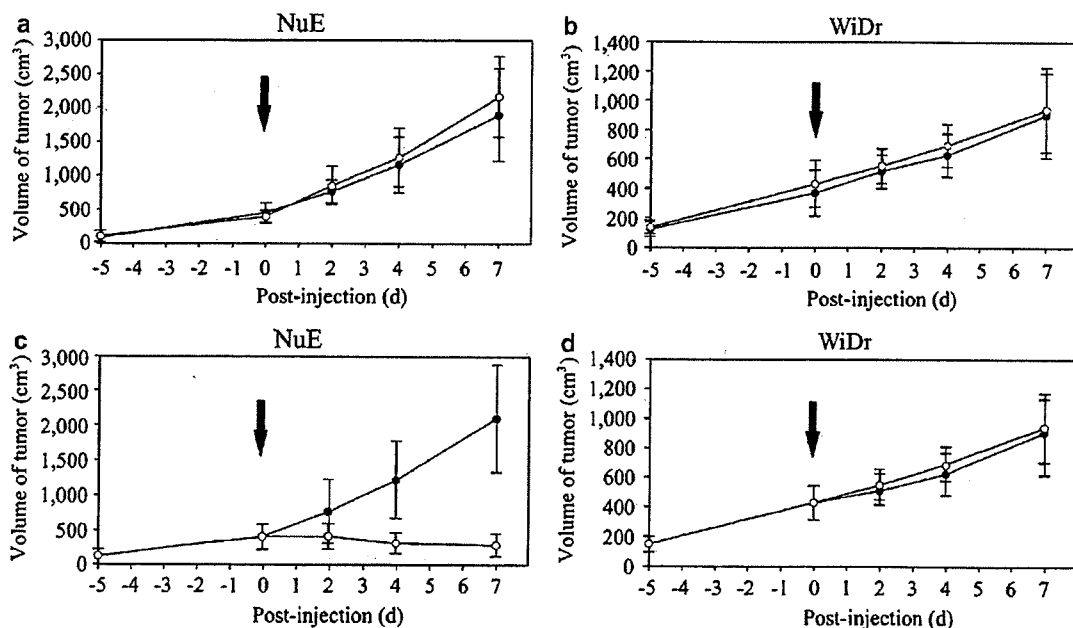 a
NuE
Volume of tumor (cm³)
3,000
2,500
2,000
1,500
1,000
500
0
-5 -4 -3 -2 -1 0 1 2 3 4 5 6 7
Post-injection (d)
b
WiDr
Volume of tumor (cm³)
1,400
1,200
1,000
800
600
400
200
0
-5 -4 -3 -2 -1 0 1 2 3 4 5 6 7
Post-injection (d)
c
NuE
Volume of tumor (cm³)
3,000
2,500
2,000
1,500
1,000
500
0
-5 -4 -3 -2 -1 0 1 2 3 4 5 6 7
Post-injection (d)
d
WiDr
Volume of tumor (cm³)
1,400
1,200
1,000
800
600
400
200
0
-5 -4 -3 -2 -1 0 1 2 3 4 5 6 7
Post-injection (d)